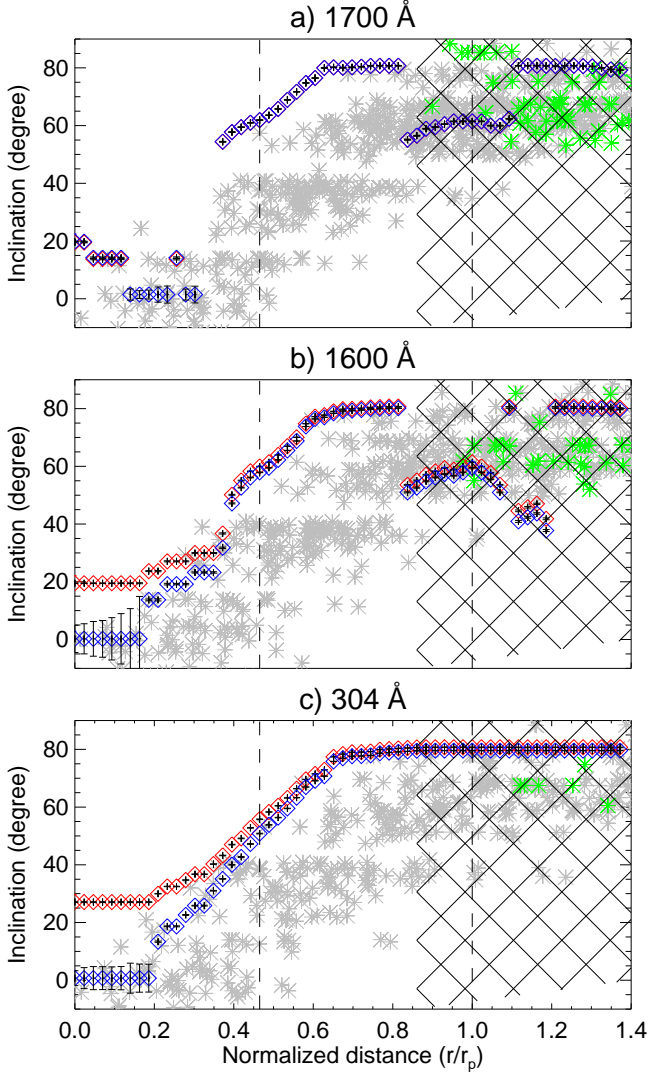 a) 1700 Å
80
60
40
20
0
Inclination (degree)
b) 1600 Å
80
60
40
20
0
Inclination (degree)
c) 304 Å
80
60
40
20
0
Inclination (degree)
0.0 0.2 0.4 0.6 0.8 1.0 1.2 1.4
Normalized distance (r/rp)